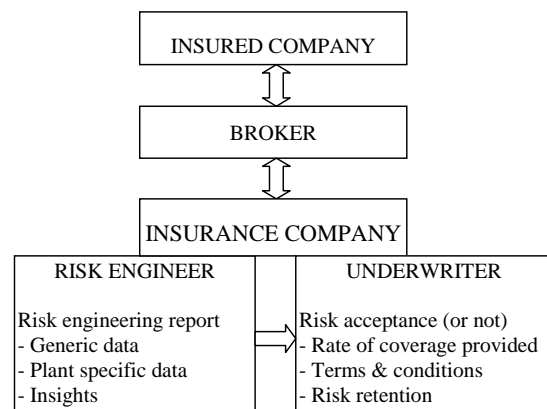 INSURED COMPANY
BROKER
INSURANCE COMPANY
RISK ENGINEER
Risk engineering report
- Generic data
- Plant specific data
- Insights
UNDERWRITER
Risk acceptance (or not)
- Rate of coverage provided
- Terms & conditions
- Risk retention